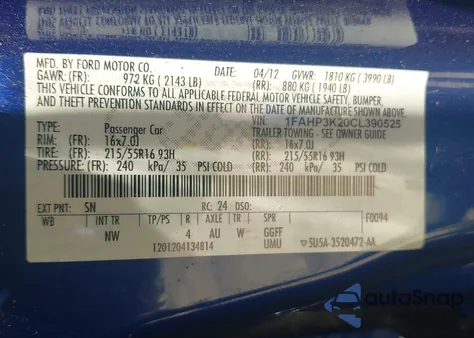 MFD. BY FORD MOTOR CO.
DATE: 04/12 GVWR: 1810 KG ( 3990 LB)
GAWR: (FR): 972 KG ( 2143 LB) (RR): 880 KG ( 1940 LB)
THIS VEHICLE CONFORMS TO ALL APPLICABLE FEDERAL MOTOR VEHICLE SAFETY, BUMPER,
AND THEFT PREVENTION STANDARDS IN EFFECT ON THE DATE OF MANUFACTURE SHOWN ABOVE.
VIN: 1FAHP3K20CL390525
TYPE: Passenger Car TRAILER TOWING - SEE OWNER GUIDE
RIM: (FR): 16x7.0J (RR): 16x7.0J
TIRE: (FR): 215/55R16 93H (RR): 215/55R16 93H
PRESSURE: (FR): 240 kPa/ 35 PSI COLD (RR): 240 kPa/ 35 PSI COLD
EXT PNT: SN RC: 24 DSO: F0094
WB INT TR TP/PS R AXLE TR SPR
NW 4 AU W GGFF
1201204134814 UMU 5U5A-3520472-AA
AutoSnap